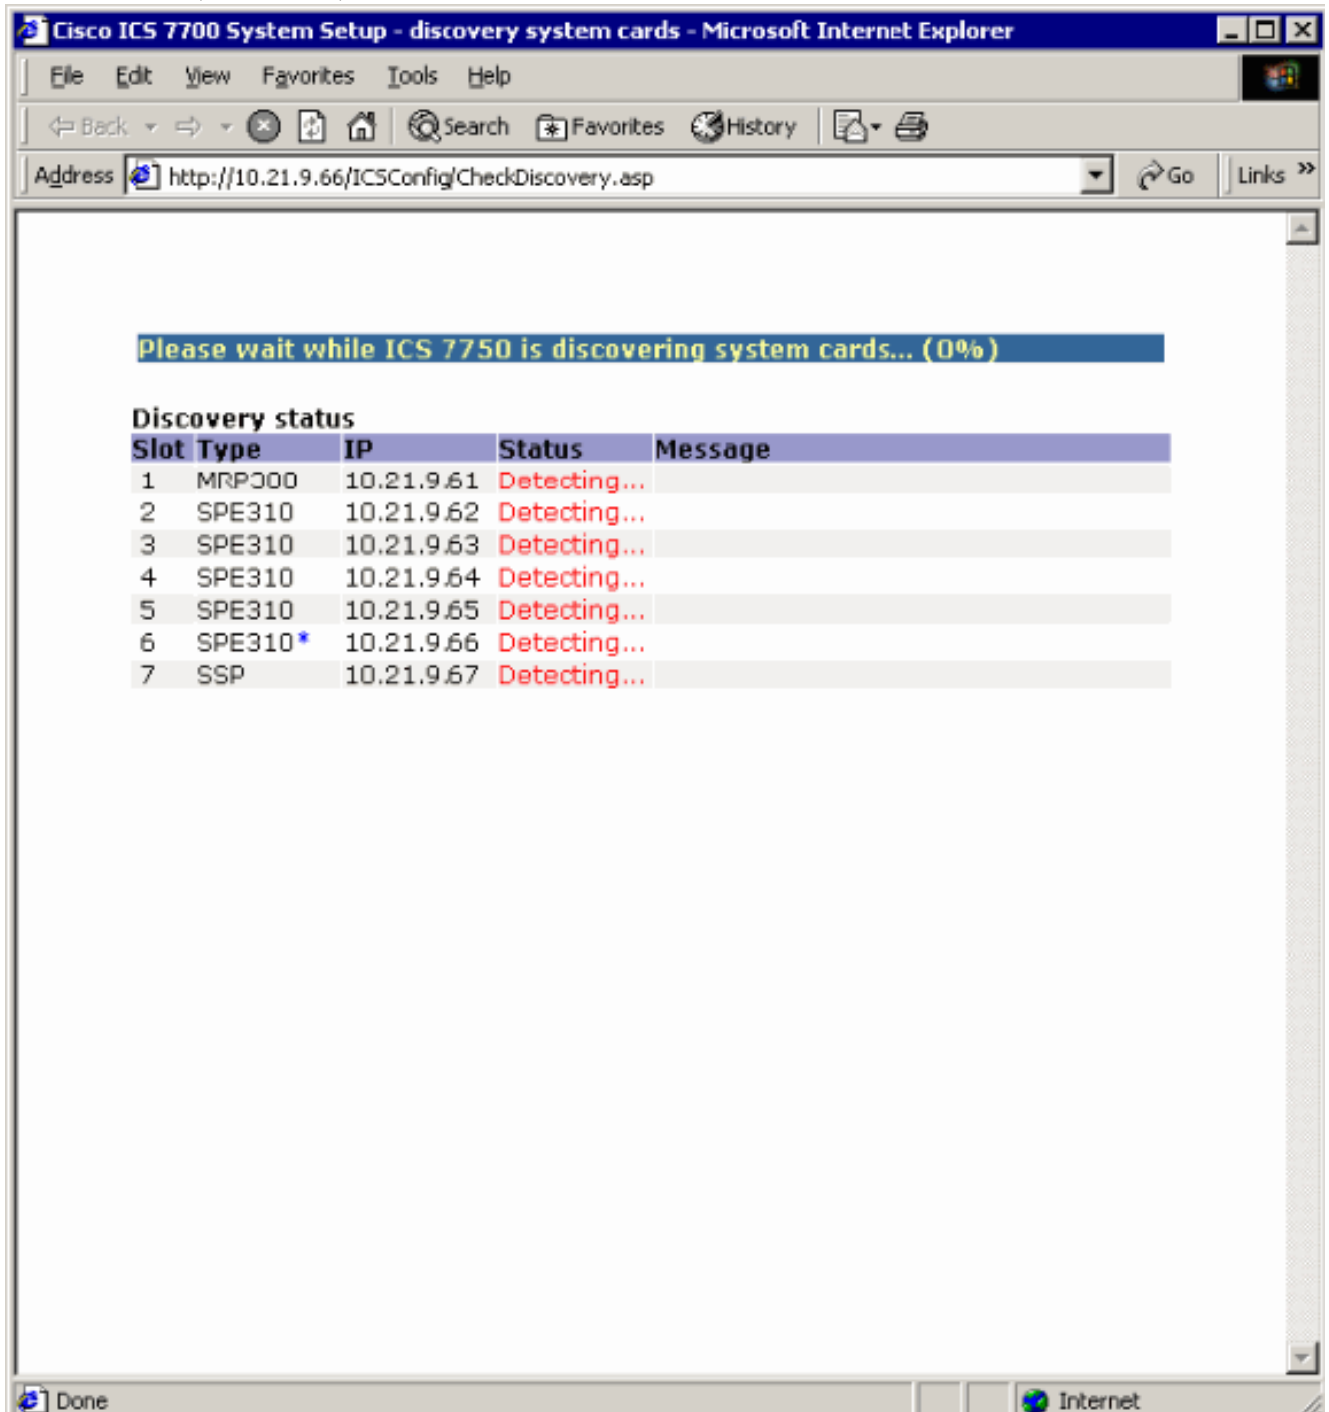 Cisco ICS 7700 System Setup - discovery system cards - Microsoft Internet Explorer
File Edit View Favorites Tools Help
Back Search Favorites History
Address http://10.21.9.66/ICSConfig/CheckDiscovery.asp Go Links »
Please wait while ICS 7750 is discovering system cards... (0%)
Discovery status
Slot Type IP Status Message
1 10.21.9.61 Detecting...
2 SPE310 10.21.9.62 Detecting...
3 SPE310 10.21.9.63 Detecting...
4 SPE310 10.21.9.64 Detecting...
5 SPE310 10.21.9.65 Detecting...
6 SPE310* 10.21.9.66 Detecting...
7 SSP 10.21.9.67 Detecting...
Done Internet